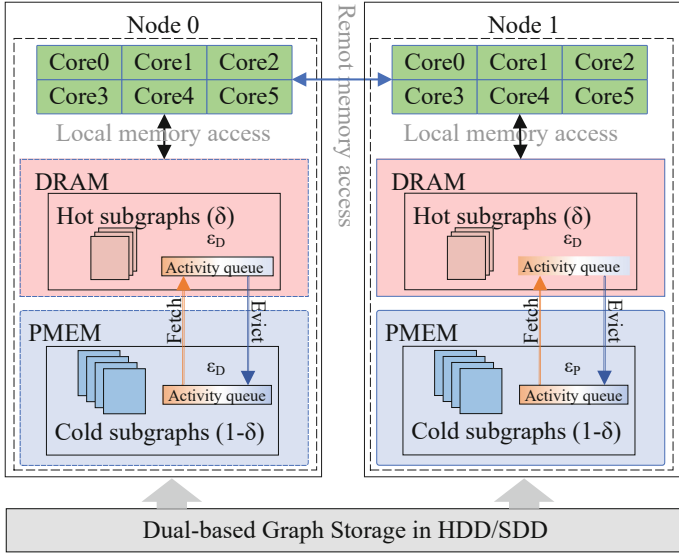 Node 0
Core0 Core1 Core2
Core3 Core4 Core5
Local memory access
DRAM
Hot subgraphs (δ)
εD
Activity queue
Fetch
Evict
PMEM
εD
Activity queue
Cold subgraphs (1-δ)
Remot memory access
Node 1
Core0 Core1 Core2
Core3 Core4 Core5
Local memory access
DRAM
Hot subgraphs (δ)
εD
Activity queue
Fetch
Evict
PMEM
εP
Activity queue
Cold subgraphs (1-δ)
Dual-based Graph Storage in HDD/SDD